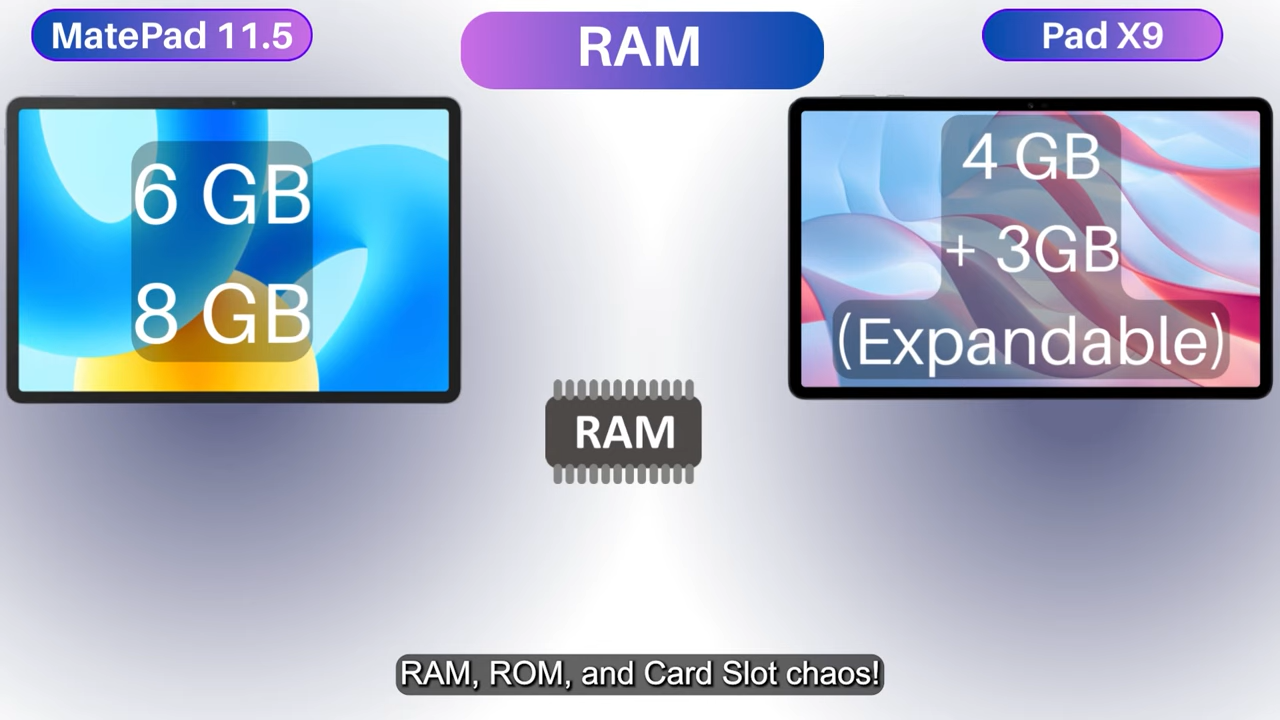 MatePad 11.5
RAM
Pad X9
6 GB
8 GB
4 GB
+ 3GB
(Expandable)
RAM
RAM, ROM, and Card Slot chaos!